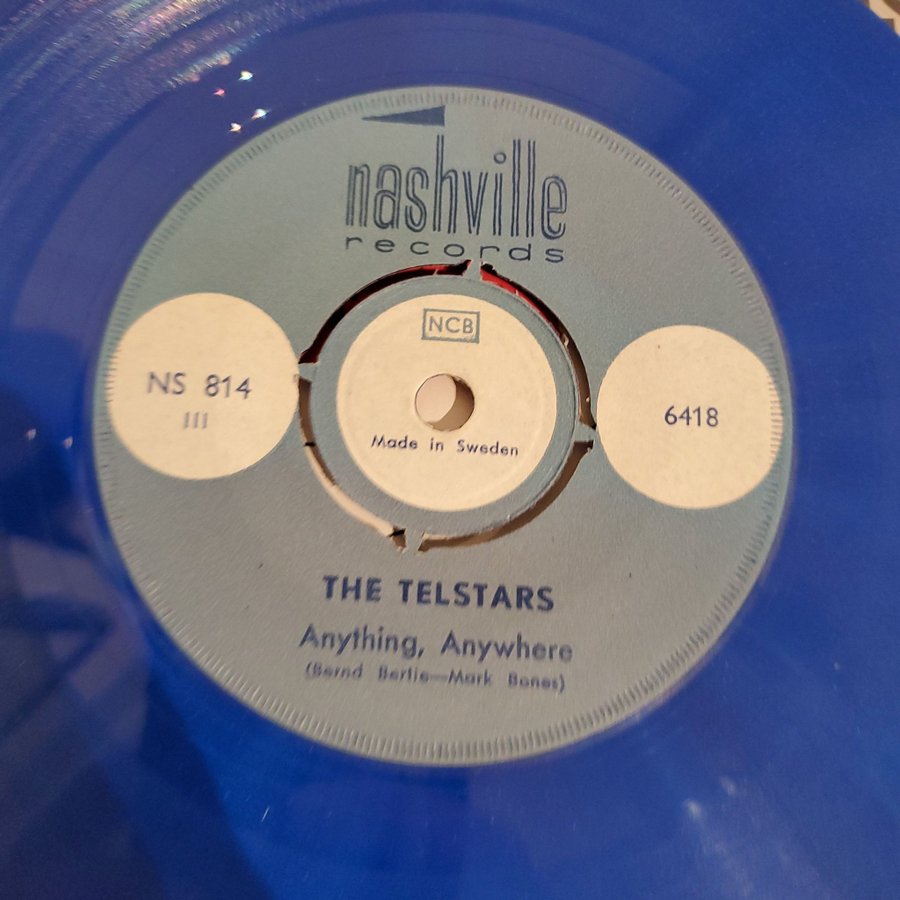 nashville
records
NCB
NS 814
III
6418
Made in Sweden
THE TELSTARS
Anything, Anywhere
(Bernd Bertie—Mark Bones)